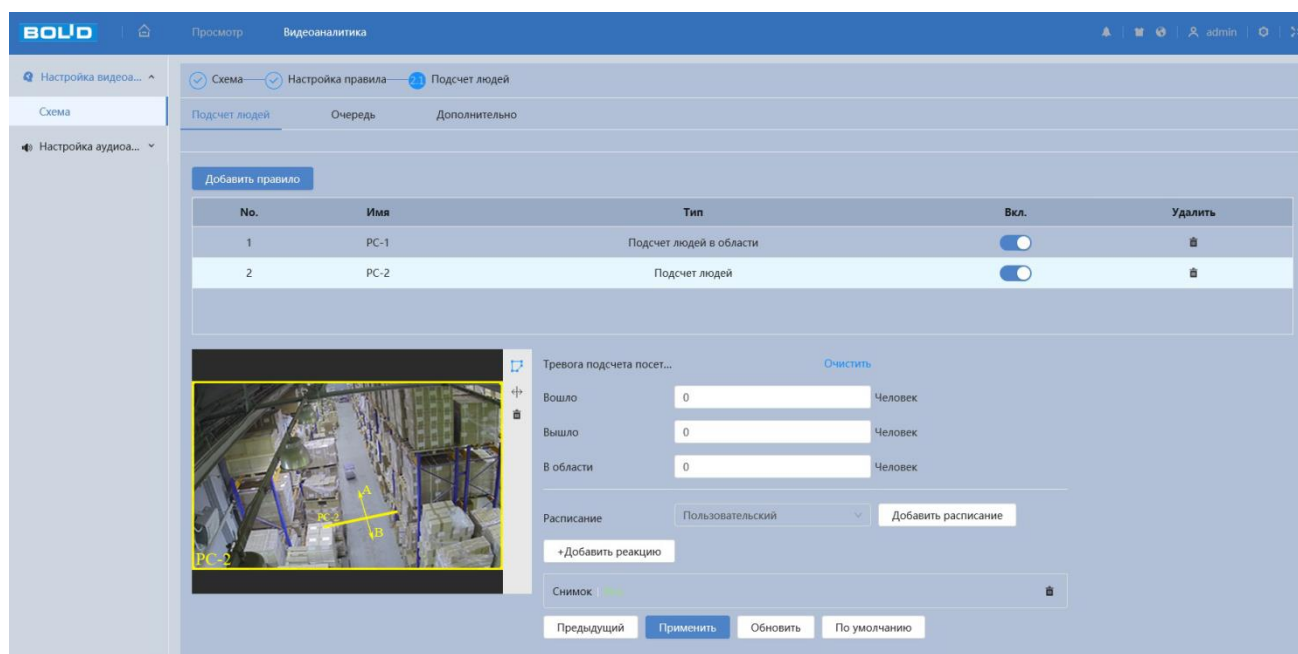 BOLID Просмотр Видеоаналитика admin
Настройка видеоа... Схема Настройка правила 2.1 Подсчет людей
Схема Подсчет людей Очередь Дополнительно
Настройка аудиоа...
Добавить правило
No. Имя Тип Вкл. Удалить
1 PC-1 Подсчет людей в области
2 PC-2 Подсчет людей
Тревога подсчета посет... Очистить
Вошло 0 Человек
Вышло 0 Человек
В области 0 Человек
A
PC-2
B
PC-2
Расписание Пользовательский Добавить расписание
+Добавить реакцию
Снимок
Предыдущий Применить Обновить По умолчанию